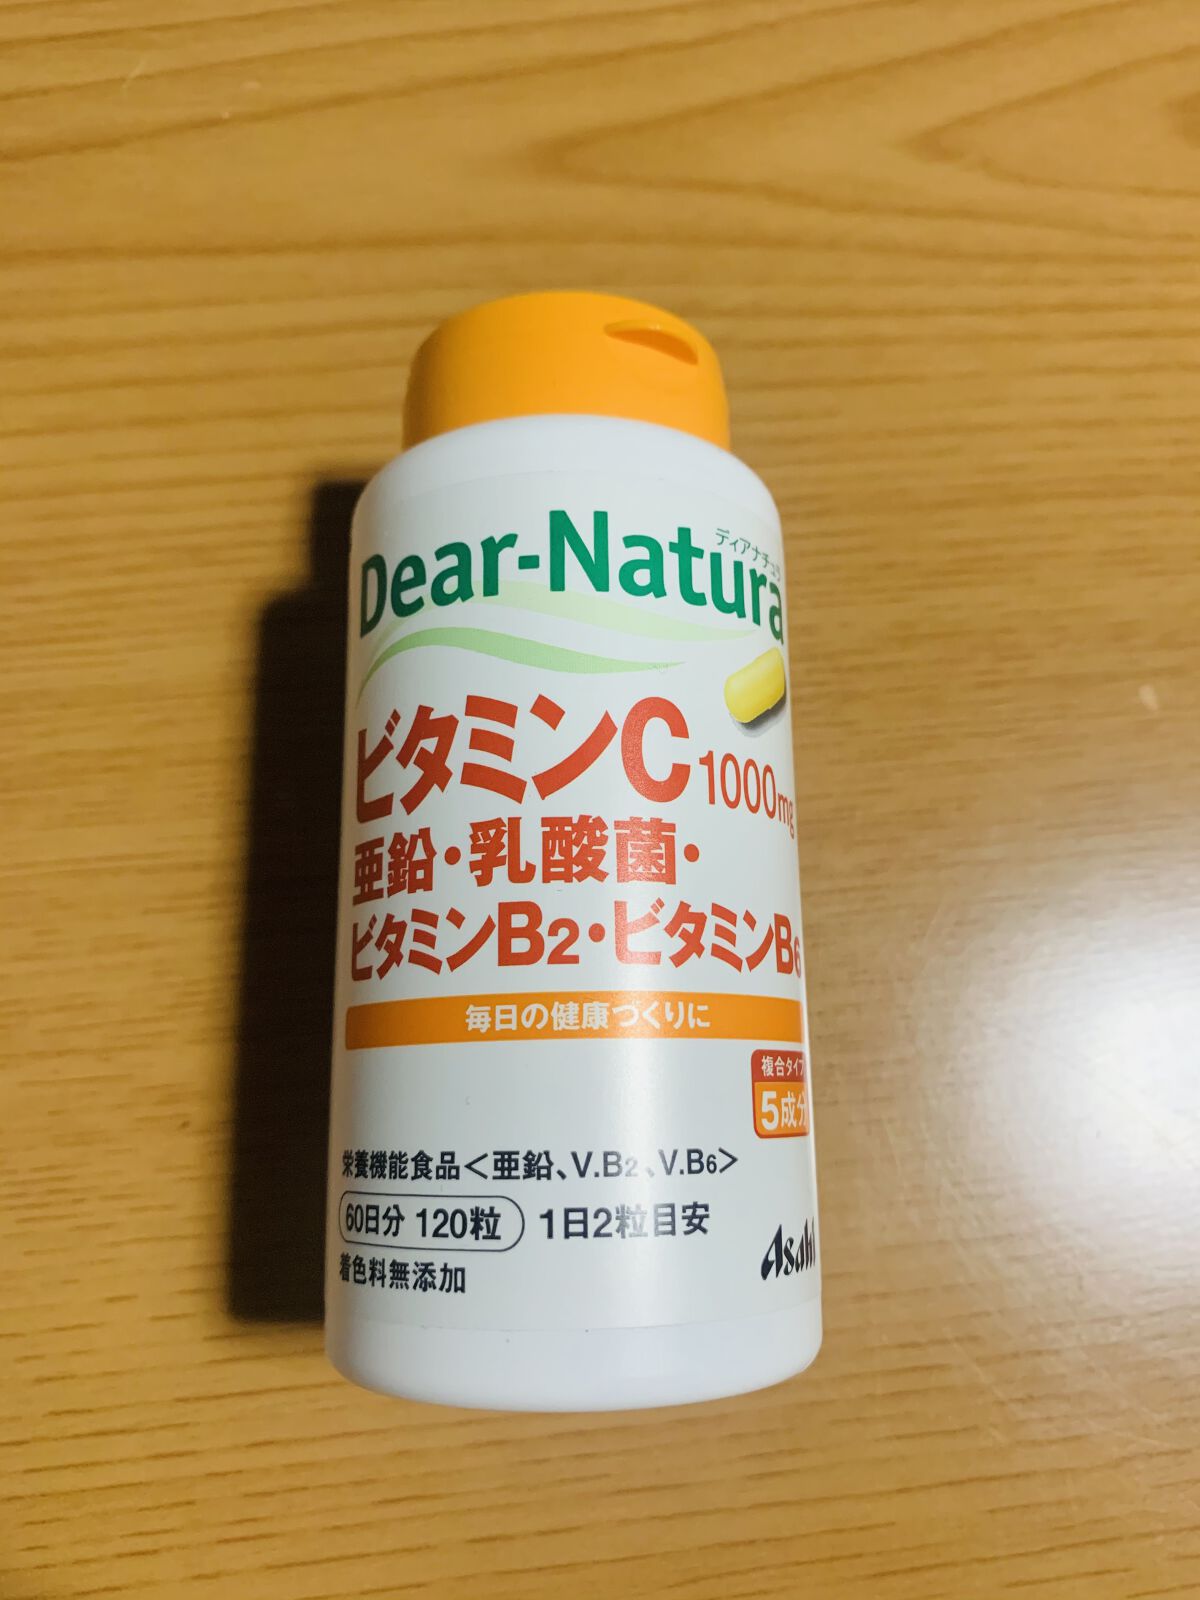 ディアナチュラ
Dear-Natura
ビタミンC 1000mg
亜鉛・乳酸菌・
ビタミンB2・ビタミンB6
毎日の健康づくりに
複合タイプ
5成分
栄養機能食品<亜鉛、V.B2、V.B6>
60日分 120粒 1日2粒目安
着色料無添加
Asahi